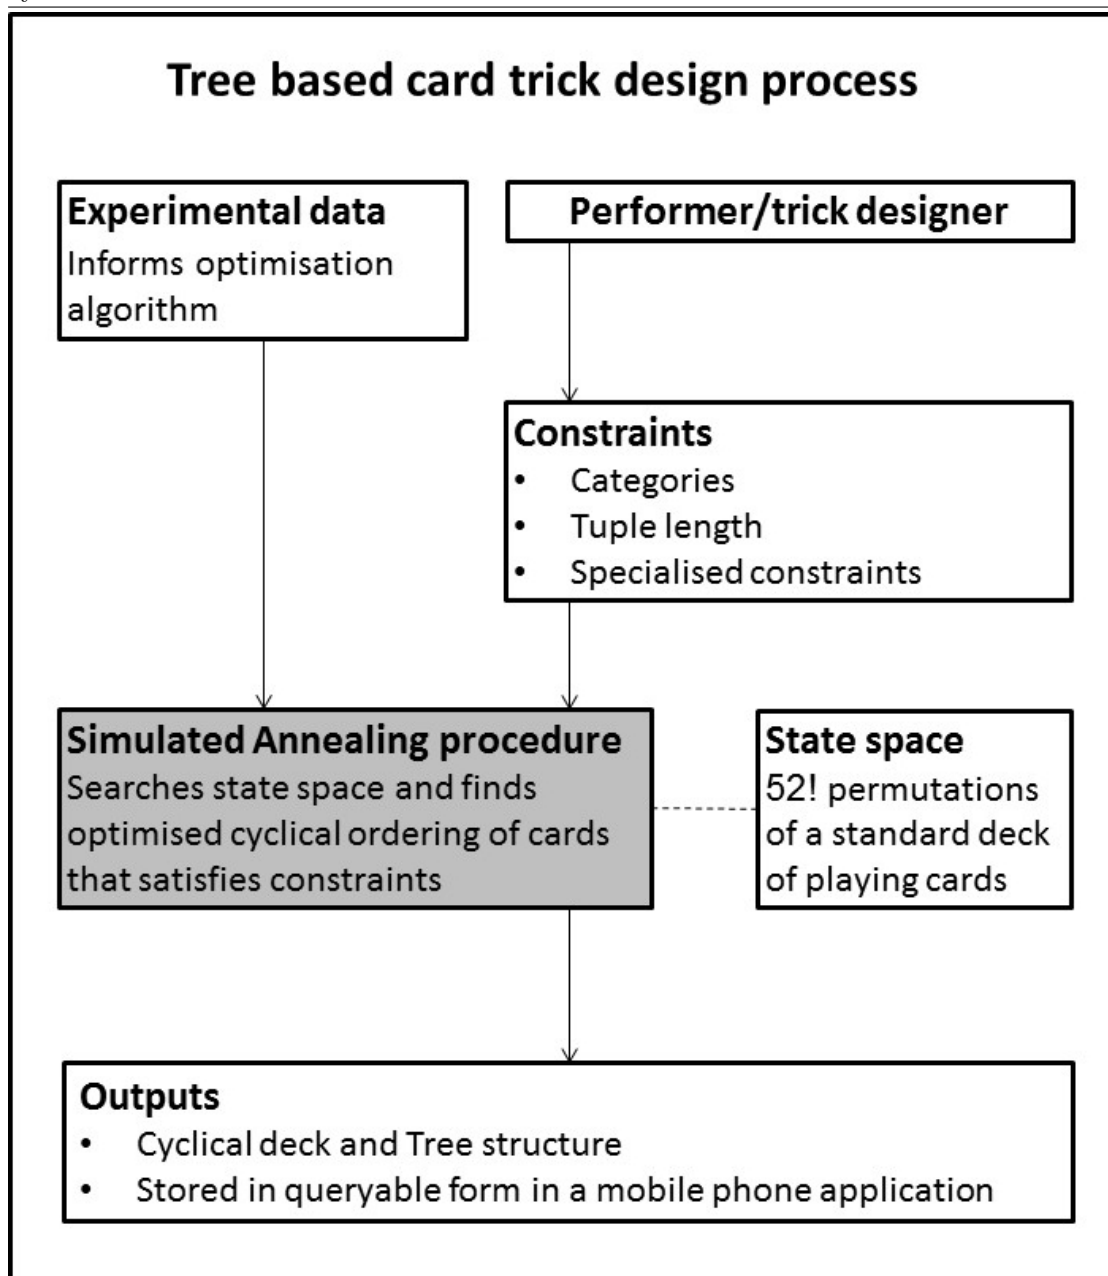 Tree based card trick design process
Experimental data
Informs optimisation
algorithm
Performer/trick designer
Constraints
• Categories
• Tuple length
• Specialised constraints
Simulated Annealing procedure
Searches state space and finds
optimised cyclical ordering of cards
that satisfies constraints
State space
52! permutations
of a standard deck
of playing cards
Outputs
• Cyclical deck and Tree structure
• Stored in queryable form in a mobile phone application